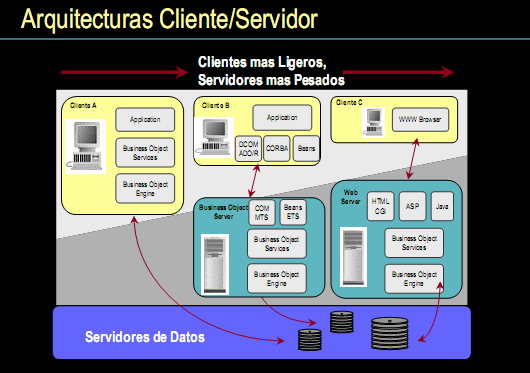 Arquitecturas Cliente/Servidor
Clientes mas Ligeros,
Servidores mas Pesados
Cliente A
Application
Business Object
Services
Business Object
Engine
Cliente B
Application
DCOM
ADO/R
CORBA
Beans
Cliente C
WWW Browser
Business Object
Server
COM
MTS
Beans
ETS
Business Object
Services
Business Object
Engine
Web
Server
HTML
CGI
ASP
Java
Business Object
Services
Business Object
Engine
Servidores de Datos